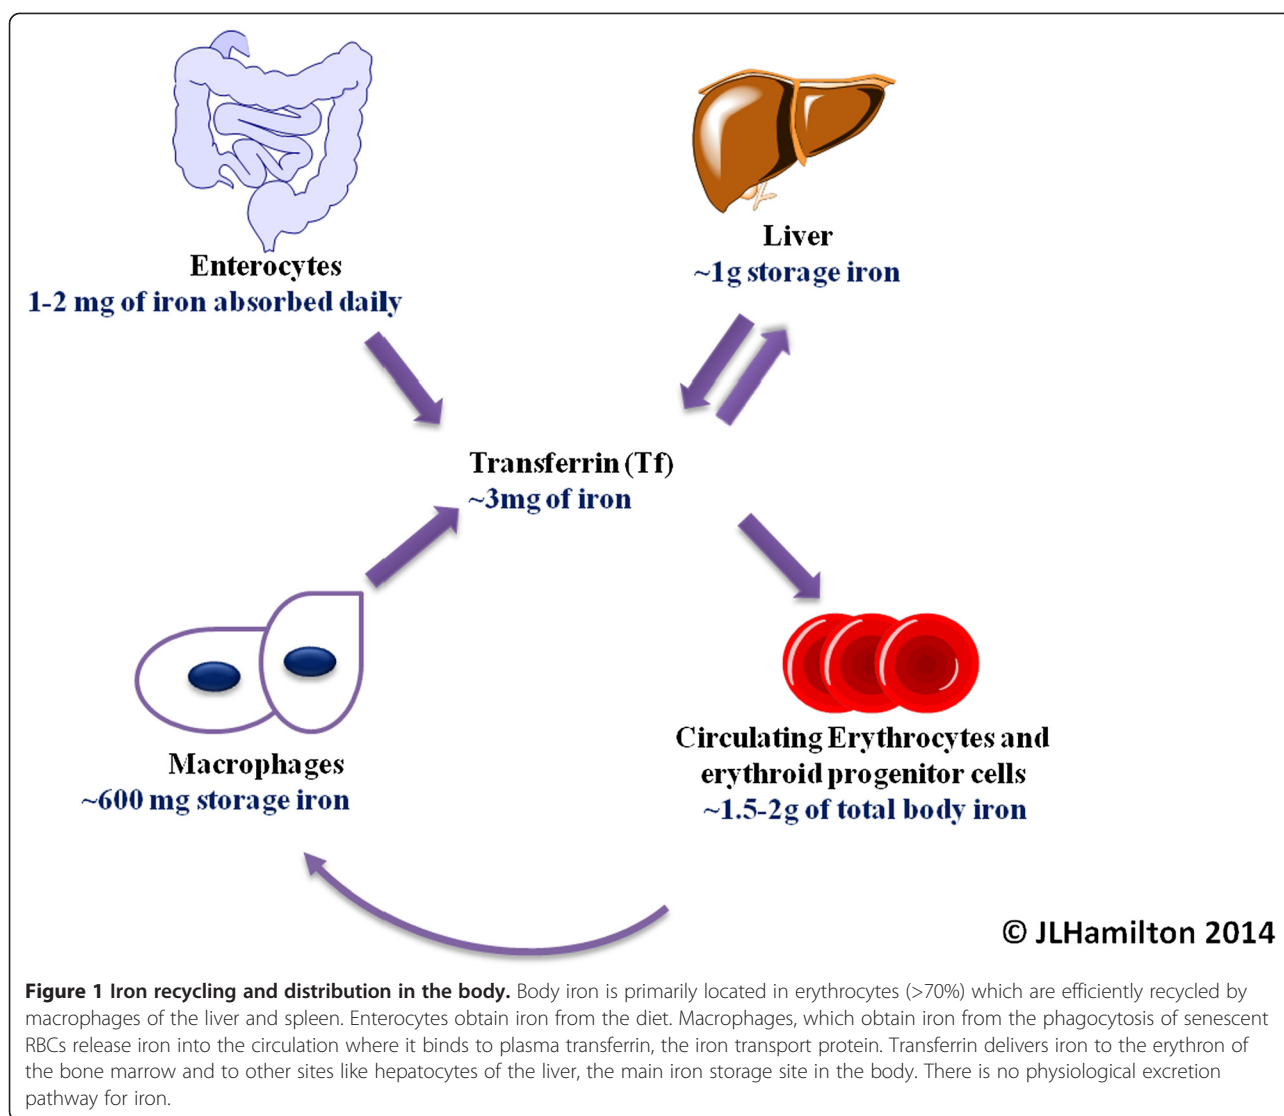 Enterocytes
1-2 mg of iron absorbed daily
Liver
~1g storage iron
Transferrin (Tf)
~3mg of iron
Macrophages
~600 mg storage iron
Circulating Erythrocytes and
erythroid progenitor cells
~1.5-2g of total body iron
© JLHamilton 2014
Figure 1 Iron recycling and distribution in the body. Body iron is primarily located in erythrocytes (>70%) which are efficiently recycled by
macrophages of the liver and spleen. Enterocytes obtain iron from the diet. Macrophages, which obtain iron from the phagocytosis of senescent
RBCs release iron into the circulation where it binds to plasma transferrin, the iron transport protein. Transferrin delivers iron to the erythron of
the bone marrow and to other sites like hepatocytes of the liver, the main iron storage site in the body. There is no physiological excretion
pathway for iron.